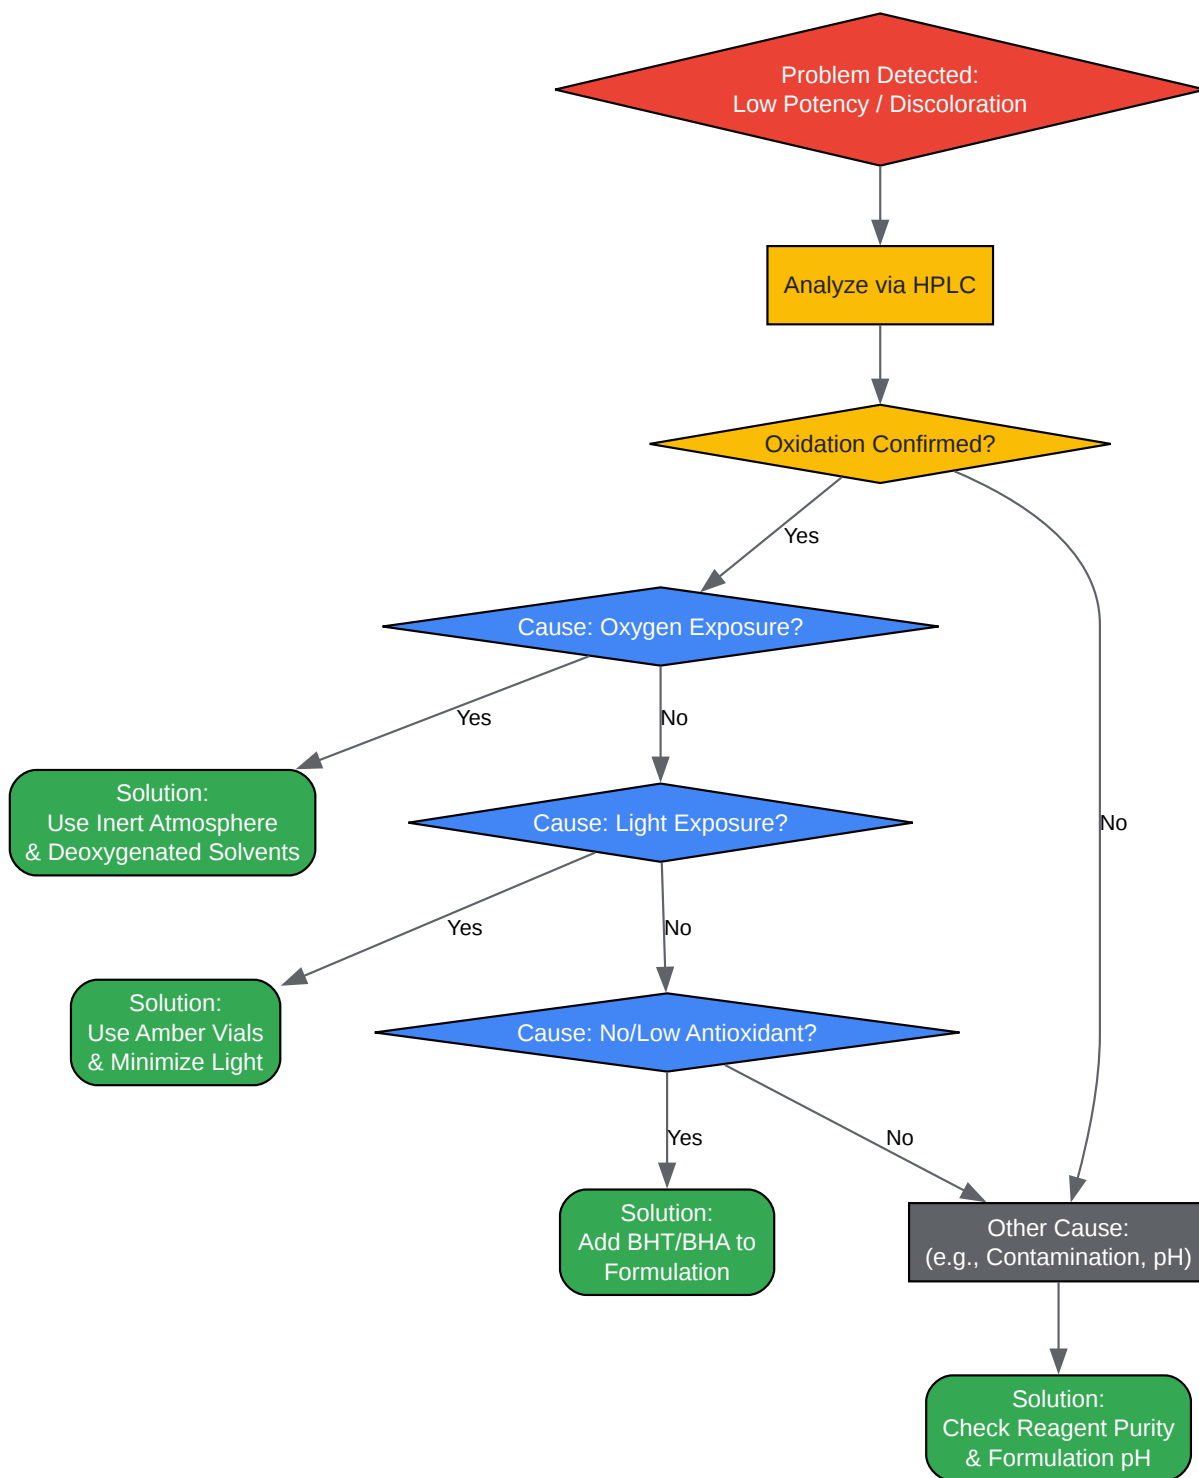 Problem Detected:
Low Potency / Discoloration
Analyze via HPLC
Oxidation Confirmed?
Yes
Cause: Oxygen Exposure?
Yes
No
Solution:
Use Inert Atmosphere
& Deoxygenated Solvents
Cause: Light Exposure?
No
Yes
No
Solution:
Use Amber Vials
& Minimize Light
Cause: No/Low Antioxidant?
Yes
No
Solution:
Add BHT/BHA to
Formulation
Other Cause:
(e.g., Contamination, pH)
Solution:
Check Reagent Purity
& Formulation pH